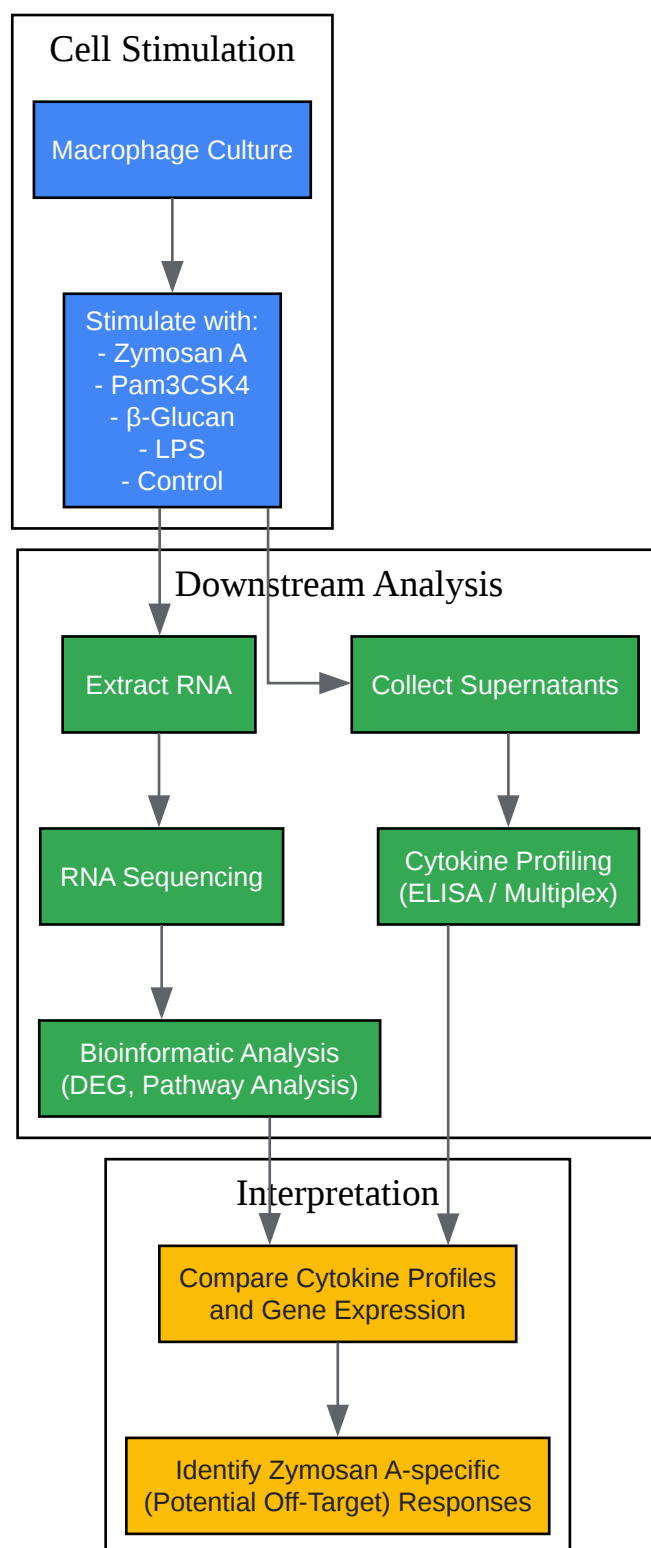 Cell Stimulation
Macrophage Culture
Stimulate with:
- Zymosan A
- Pam3CSK4
- β-Glucan
- LPS
- Control
Downstream Analysis
Extract RNA
Collect Supernatants
RNA Sequencing
Cytokine Profiling
(ELISA / Multiplex)
Bioinformatic Analysis
(DEG, Pathway Analysis)
Interpretation
Compare Cytokine Profiles
and Gene Expression
Identify Zymosan A-specific
(Potential Off-Target) Responses